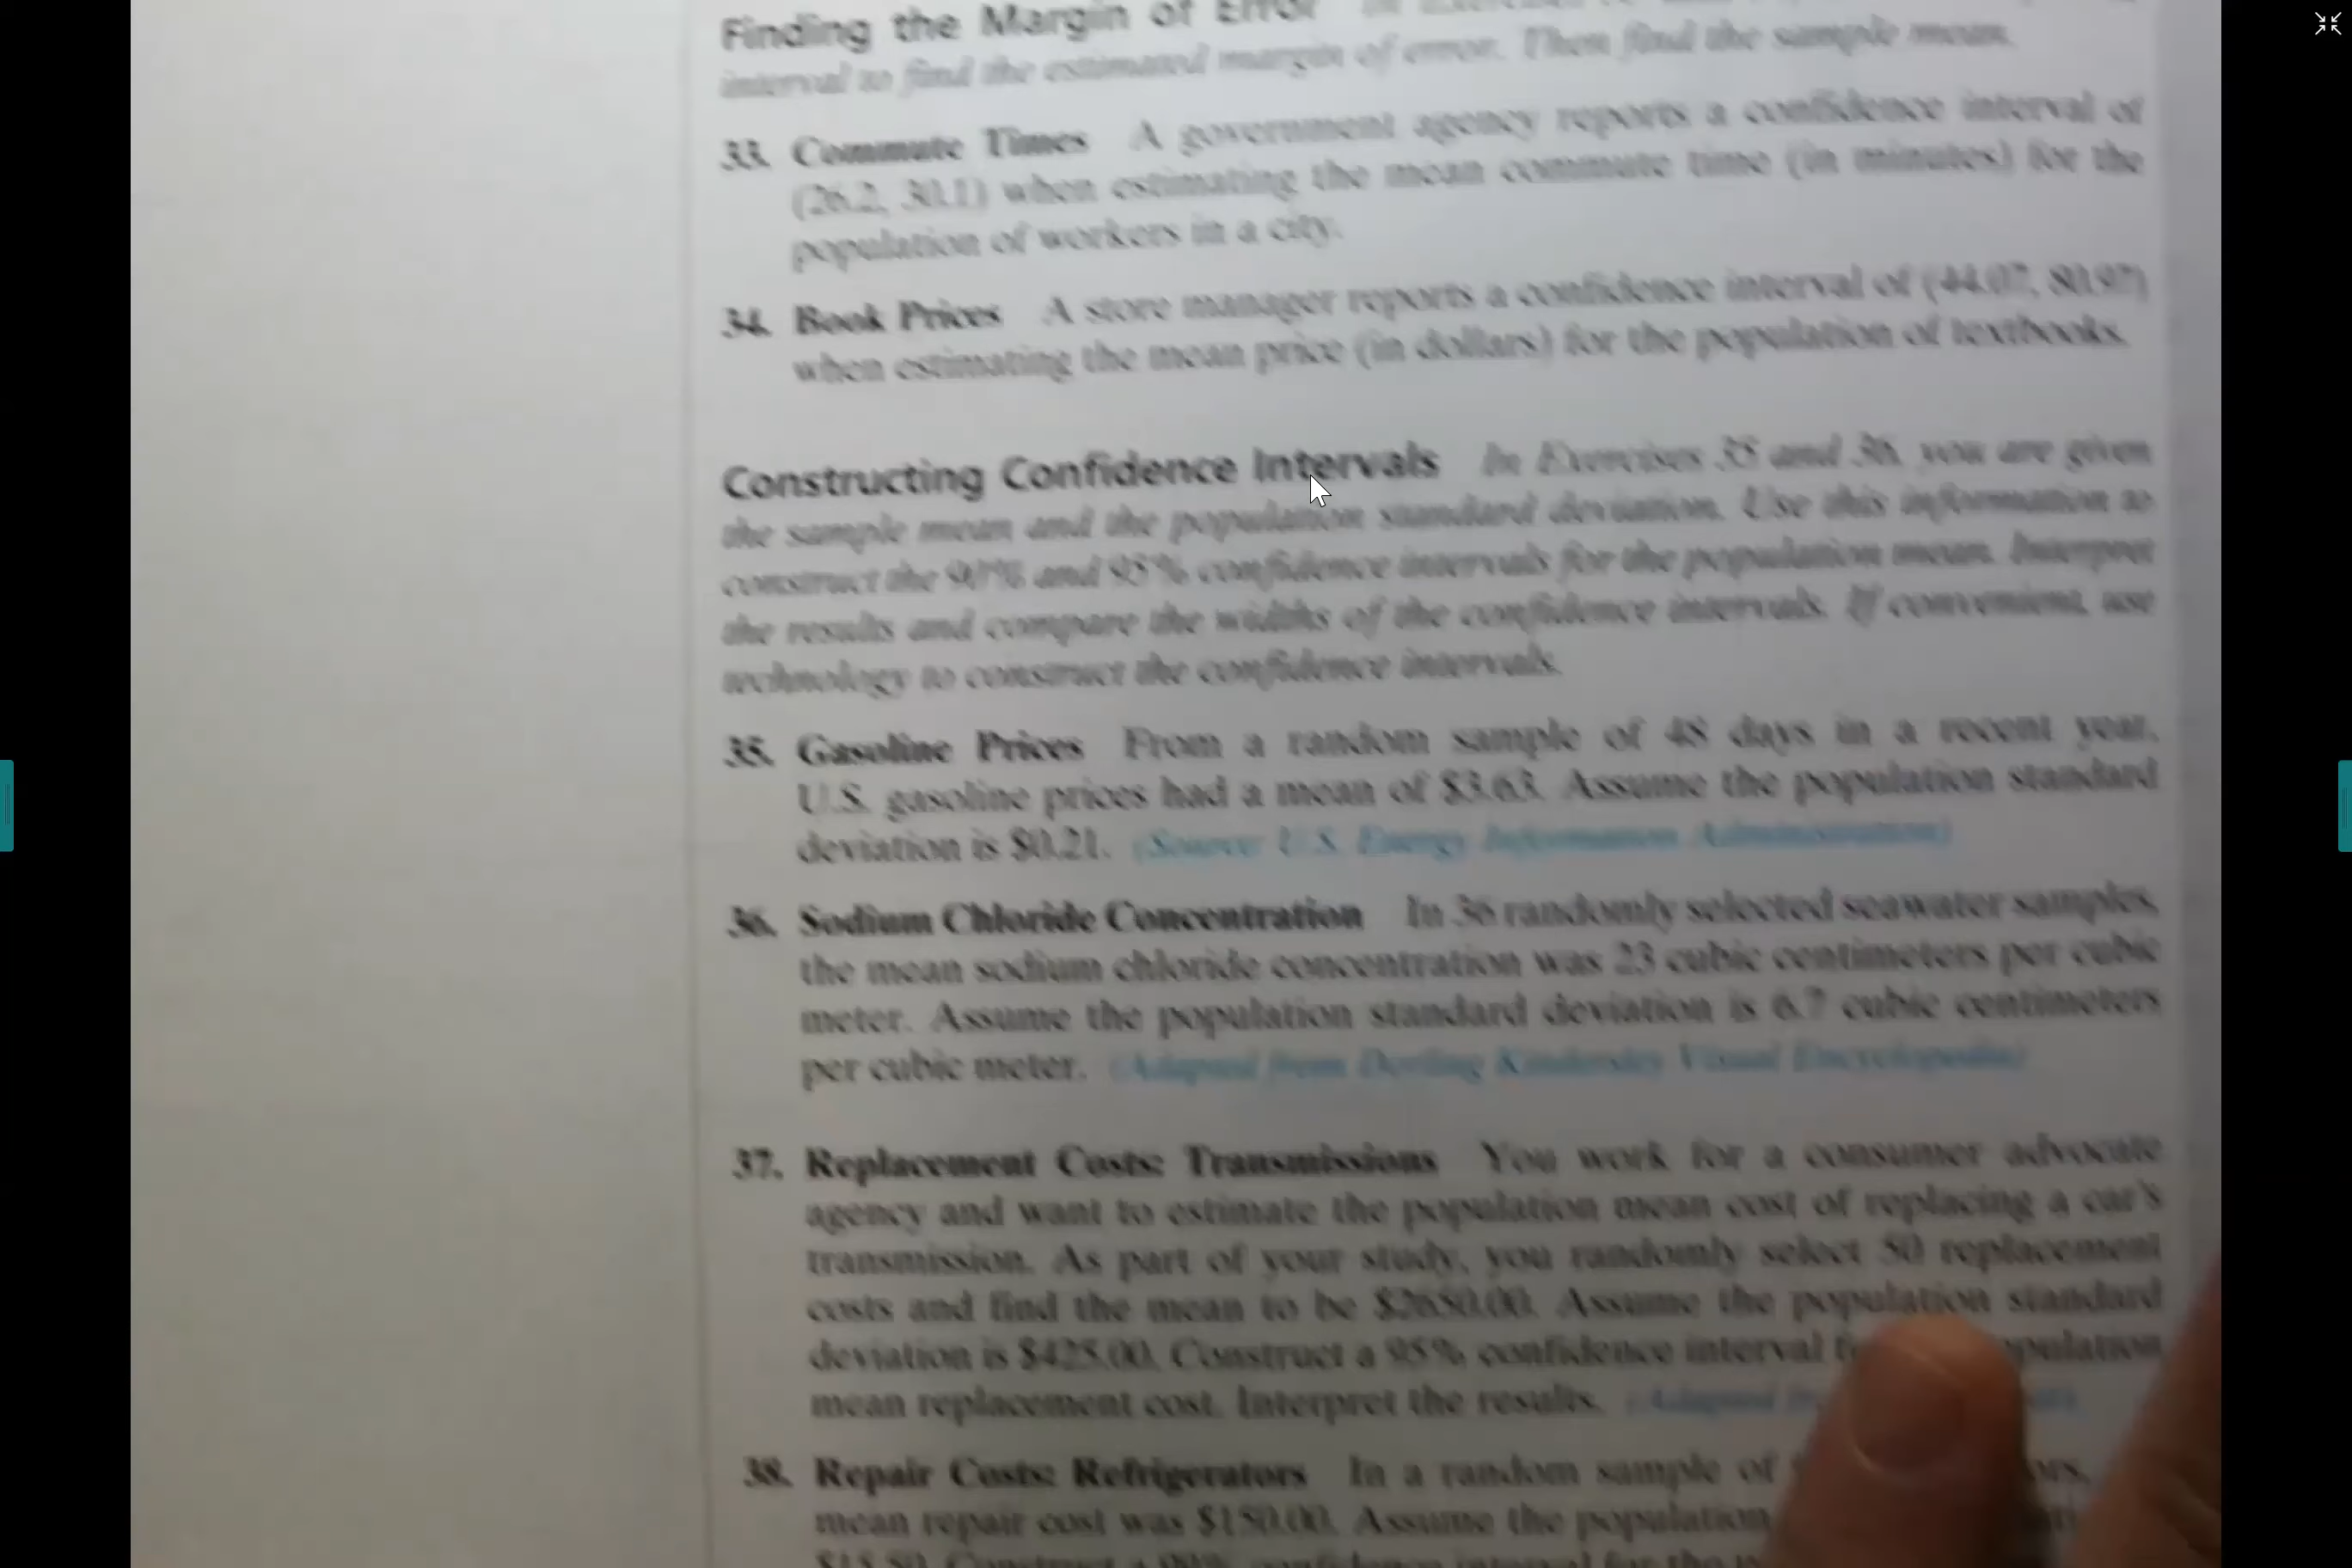 Finding the Margin of Error
interval to find the estimated margin of error. Then find the sample mean.
33. Commute Times A government agency reports a confidence interval of
(26.2, 30.1) when estimating the mean commute time (in minutes) for the
population of workers in a city.
34. Book Prices A store manager reports a confidence interval of (44.07, 80.97)
when estimating the mean price (in dollars) for the population of textbooks.
Constructing Confidence Intervals In Exercises 35 and 36, you are given
the sample mean and the population standard deviation. Use this information to
construct the 90% and 95% confidence intervals for the population mean. Interpret
the results and compare the widths of the confidence intervals. If convenient, use
technology to construct the confidence intervals.
35. Gasoline Prices From a random sample of 48 days in a recent year,
U.S. gasoline prices had a mean of $3.63. Assume the population standard
deviation is $0.21. (Source: U.S. Energy Information Administration)
36. Sodium Chloride Concentration In 36 randomly selected seawater samples,
the mean sodium chloride concentration was 23 cubic centimeters per cubic
meter. Assume the population standard deviation is 6.7 cubic centimeters
per cubic meter. (Adapted from Dorling Kindersley Visual Encyclopedia)
37. Replacement Costs: Transmissions You work for a consumer advocate
agency and want to estimate the population mean cost of replacing a car's
transmission. As part of your study, you randomly select 50 replacement
costs and find the mean to be $2650.00. Assume the population standard
deviation is $425.00. Construct a 95% confidence interval population
mean replacement cost. Interpret the results. (Adapted
38. Repair Costs: Refrigerators In a random sample of
mean repair cost was $150.00. Assume the population
$15.50. Construct a 99% confidence interval for the